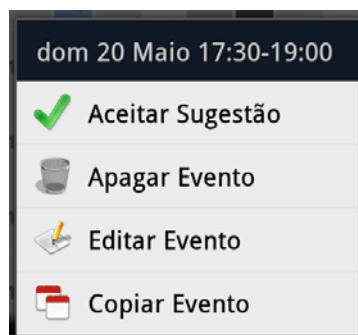 dom 20 Maio 17:30-19:00
Aceitar Sugestão
Apagar Evento
Editar Evento
Copiar Evento